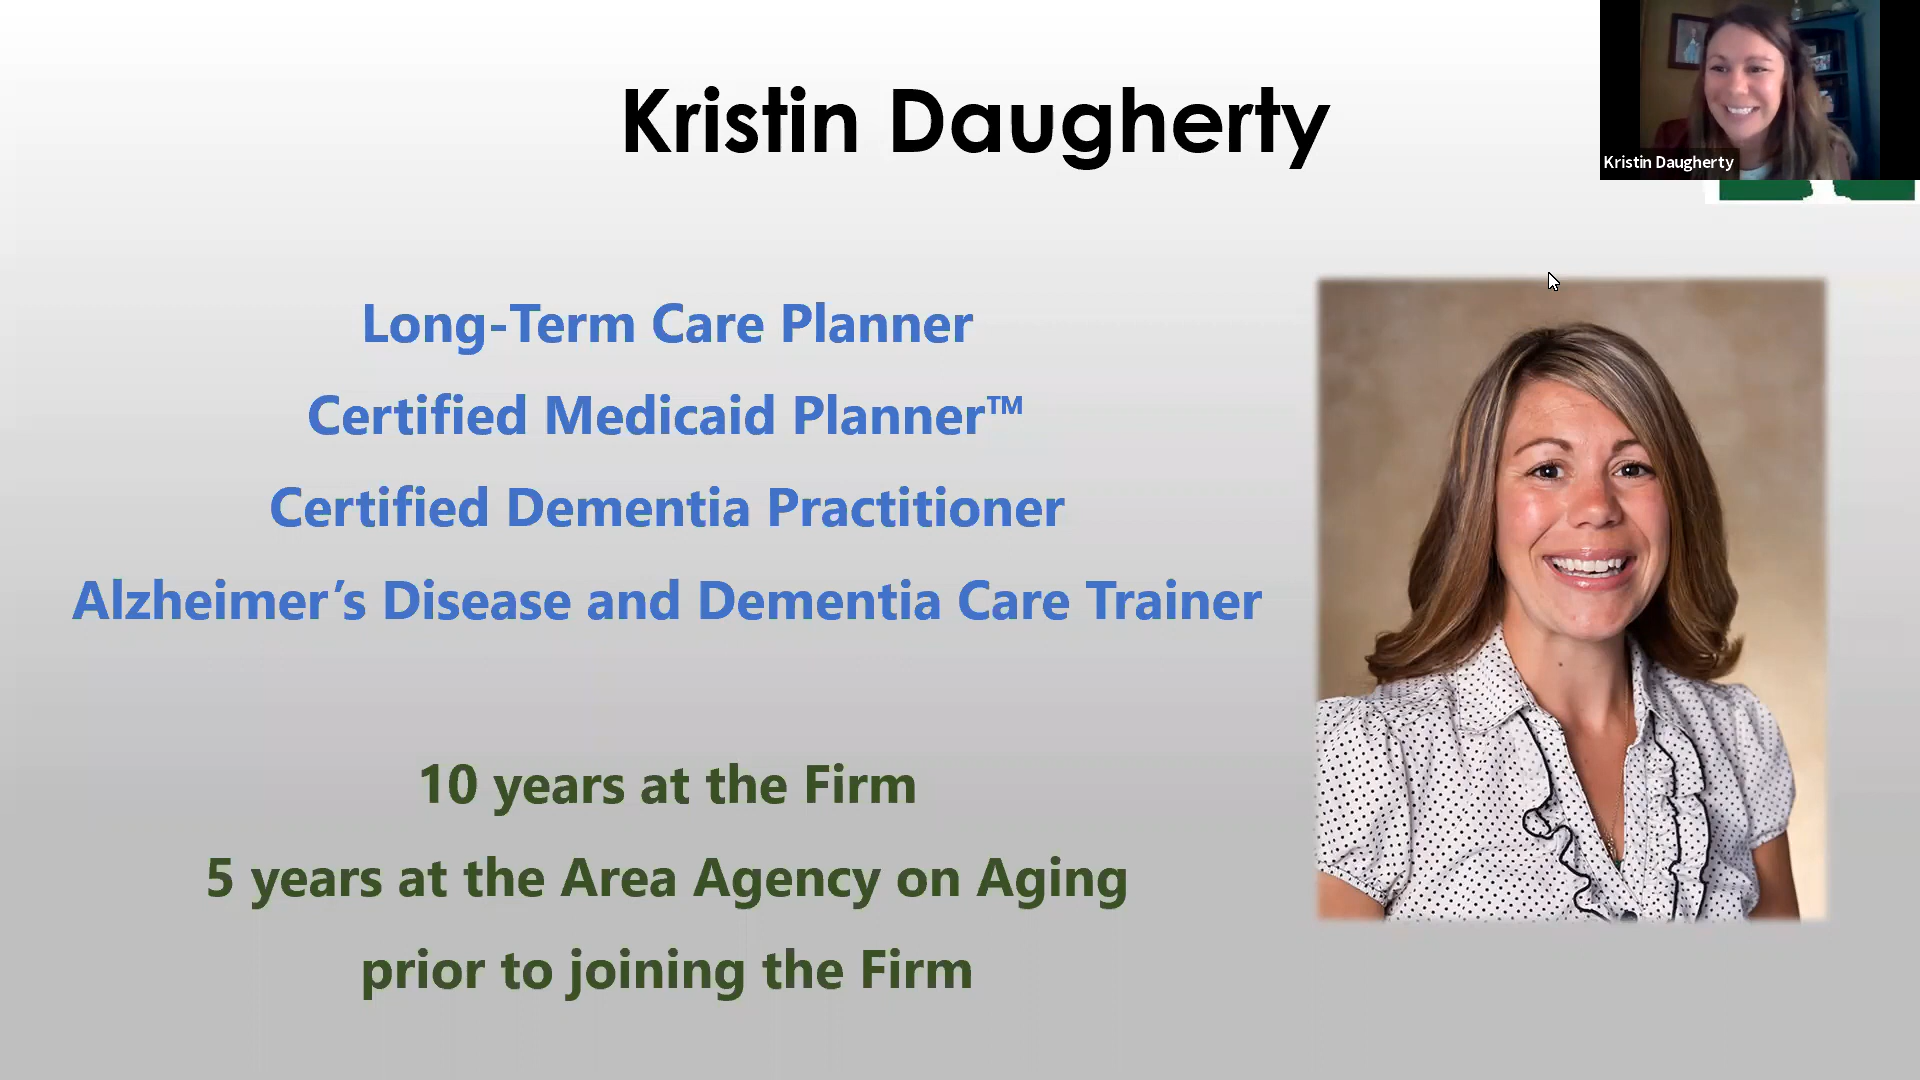 Kristin Daugherty
Kristin Daugherty
Long-Term Care Planner
Certified Medicaid Planner™
Certified Dementia Practitioner
Alzheimer’s Disease and Dementia Care Trainer
10 years at the Firm
5 years at the Area Agency on Aging
prior to joining the Firm